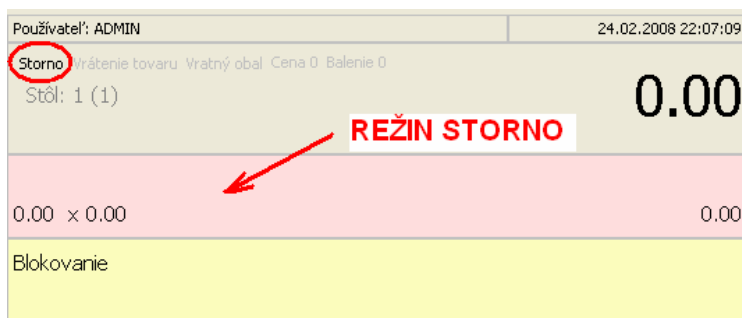 Používateľ: ADMIN 24.02.2008 22:07:09
Storno Vrátenie tovaru Vratný obal Cena 0 Balenie 0
Stôl: 1 (1)
0.00
REŽIN STORNO
0.00 x 0.00 0.00
Blokovanie